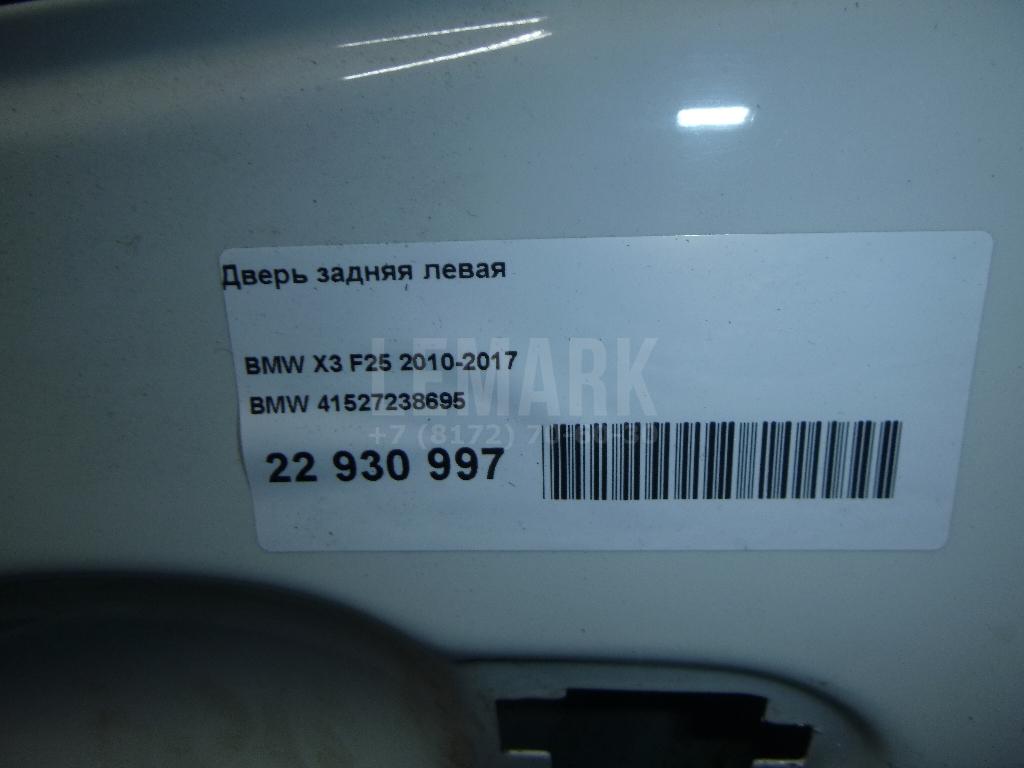 Дверь задняя левая
BMW X3 F25 2010-2017
LEMARK
BMW 41527238695
+7 (8172)
22 930 997